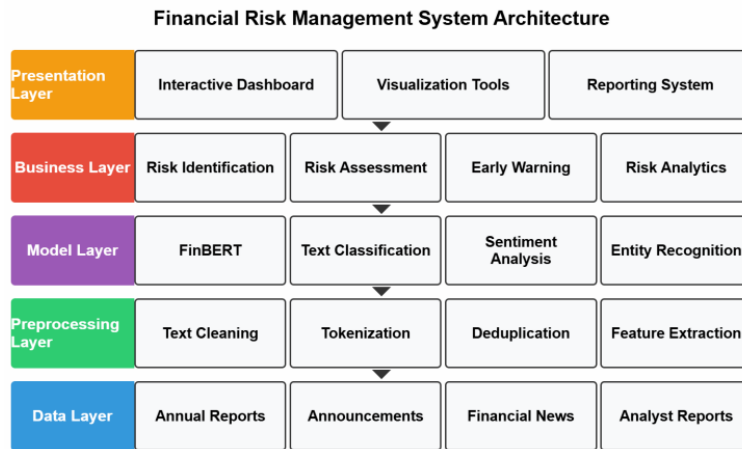 Financial Risk Management System Architecture
Presentation
Layer
Interactive Dashboard
Visualization Tools
Reporting System
Business Layer
Risk Identification
Risk Assessment
Early Warning
Risk Analytics
Model Layer
FinBERT
Text Classification
Sentiment
Analysis
Entity Recognition
Preprocessing
Layer
Text Cleaning
Tokenization
Deduplication
Feature Extraction
Data Layer
Annual Reports
Announcements
Financial News
Analyst Reports